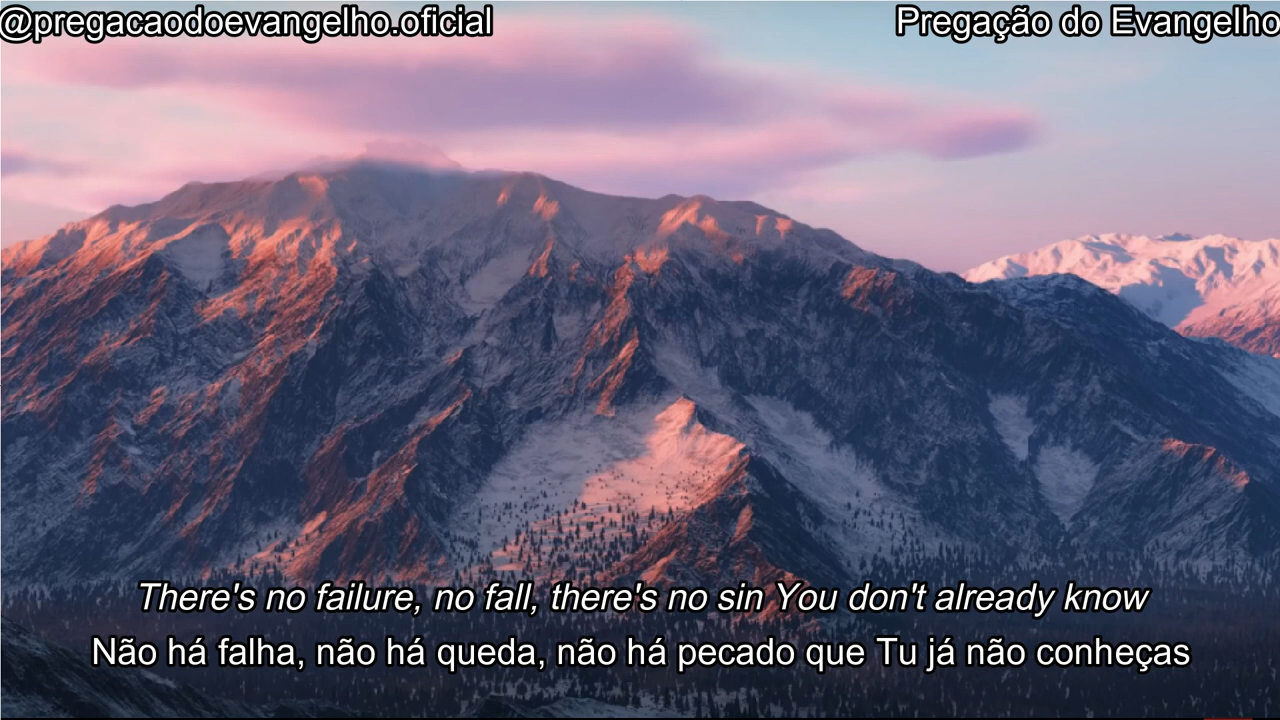 @pregacaodoevangelho.oficial
Pregação do Evangelho
There's no failure, no fall, there's no sin You don't already know
Não há falha, não há queda, não há pecado que Tu já não conheças